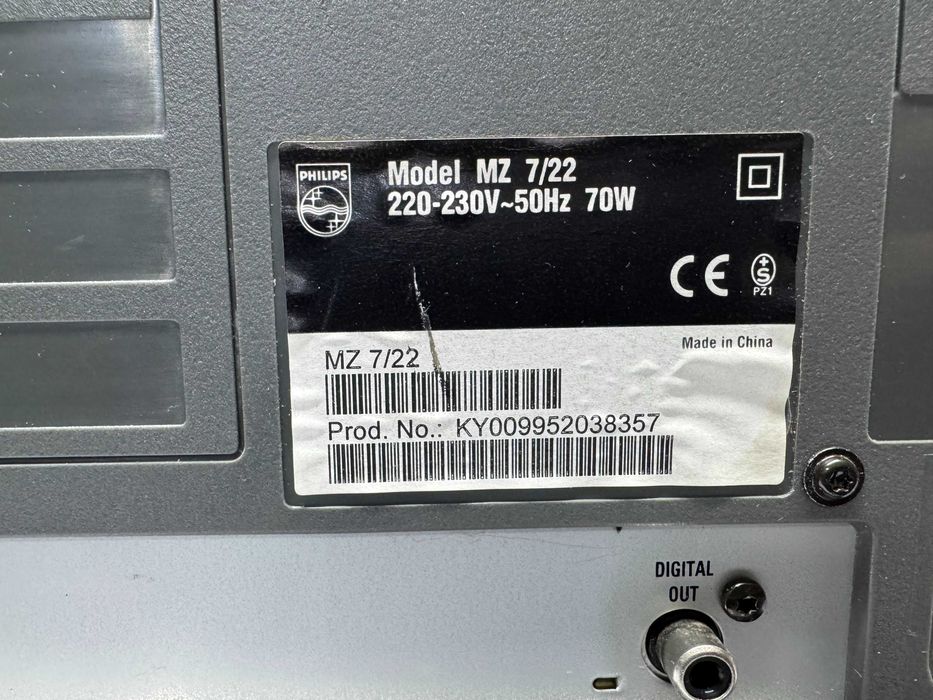 PHILIPS
Model MZ 7/22
220-230V~50Hz 70W
CE
S
PZ1
Made in China
MZ 7/22
Prod. No.: KY009952038357
DIGITAL
OUT